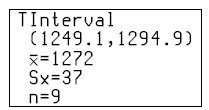 TInterval
(1249.1,1294.9)
x̄=1272
Sx=37
n=9